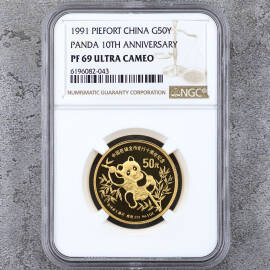 1991 PIEFORT CHINA G50Y
PANDA 10TH ANNIVERSARY
PF 69 ULTRA CAMEO
6196082-043
NGC
NUMISMATIC GUARANTY CORPORATION
50元